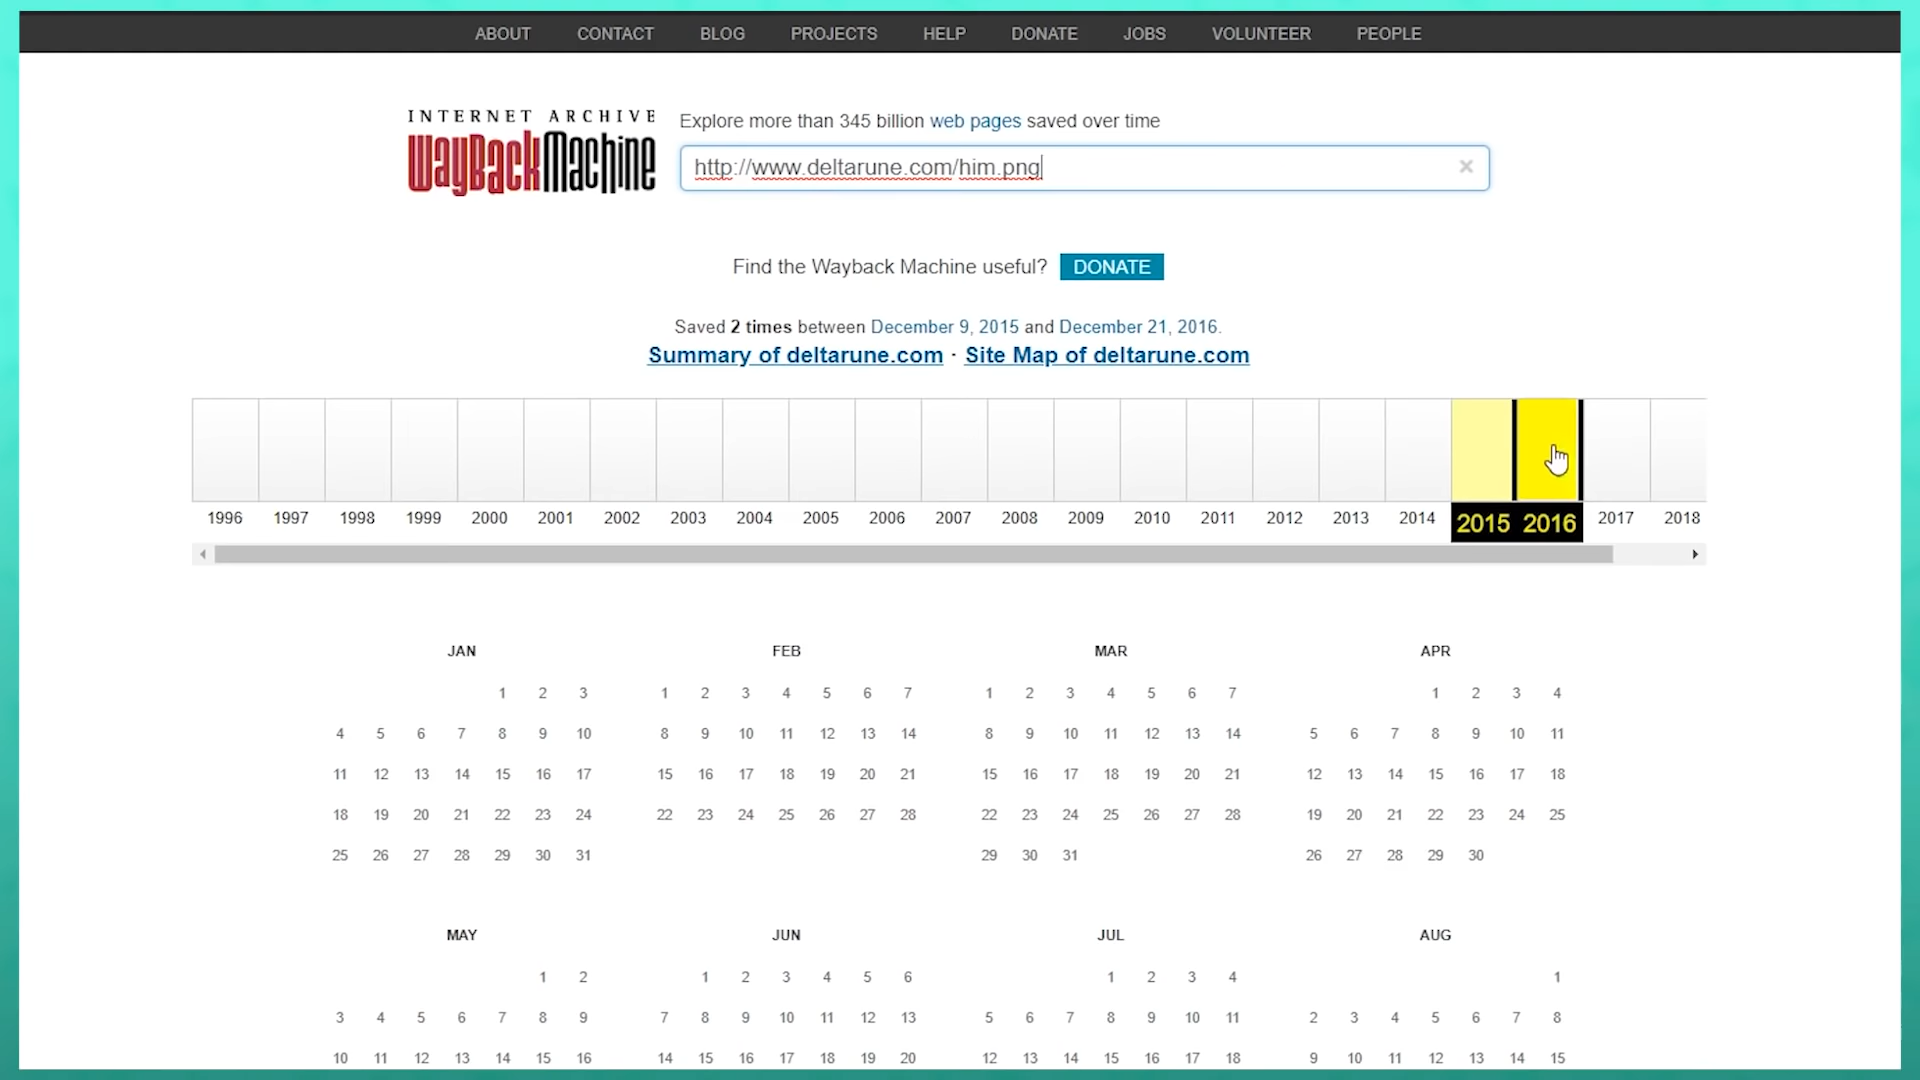 ABOUT CONTACT BLOG PROJECTS HELP DONATE JOBS VOLUNTEER PEOPLE
INTERNET ARCHIVE
WayBackMachine
Explore more than 345 billion web pages saved over time
http://www.deltarune.com/him.png
Find the Wayback Machine useful? DONATE
Saved 2 times between December 9, 2015 and December 21, 2016.
Summary of deltarune.com · Site Map of deltarune.com
1996 1997 1998 1999 2000 2001 2002 2003 2004 2005 2006 2007 2008 2009 2010 2011 2012 2013 2014 2015 2016 2017 2018
JAN FEB MAR APR
1 2 3 1 2 3 4 5 6 7 1 2 3 4 5 6 7 1 2 3 4
4 5 6 7 8 9 10 8 9 10 11 12 13 14 8 9 10 11 12 13 14 5 6 7 8 9 10 11
11 12 13 14 15 16 17 15 16 17 18 19 20 21 15 16 17 18 19 20 21 12 13 14 15 16 17 18
18 19 20 21 22 23 24 22 23 24 25 26 27 28 22 23 24 25 26 27 28 19 20 21 22 23 24 25
25 26 27 28 29 30 31 29 30 31 26 27 28 29 30
MAY JUN JUL AUG
1 2 1 2 3 4 5 6 1 2 3 4 1
3 4 5 6 7 8 9 7 8 9 10 11 12 13 5 6 7 8 9 10 11 2 3 4 5 6 7 8
10 11 12 13 14 15 16 14 15 16 17 18 19 20 12 13 14 15 16 17 18 9 10 11 12 13 14 15